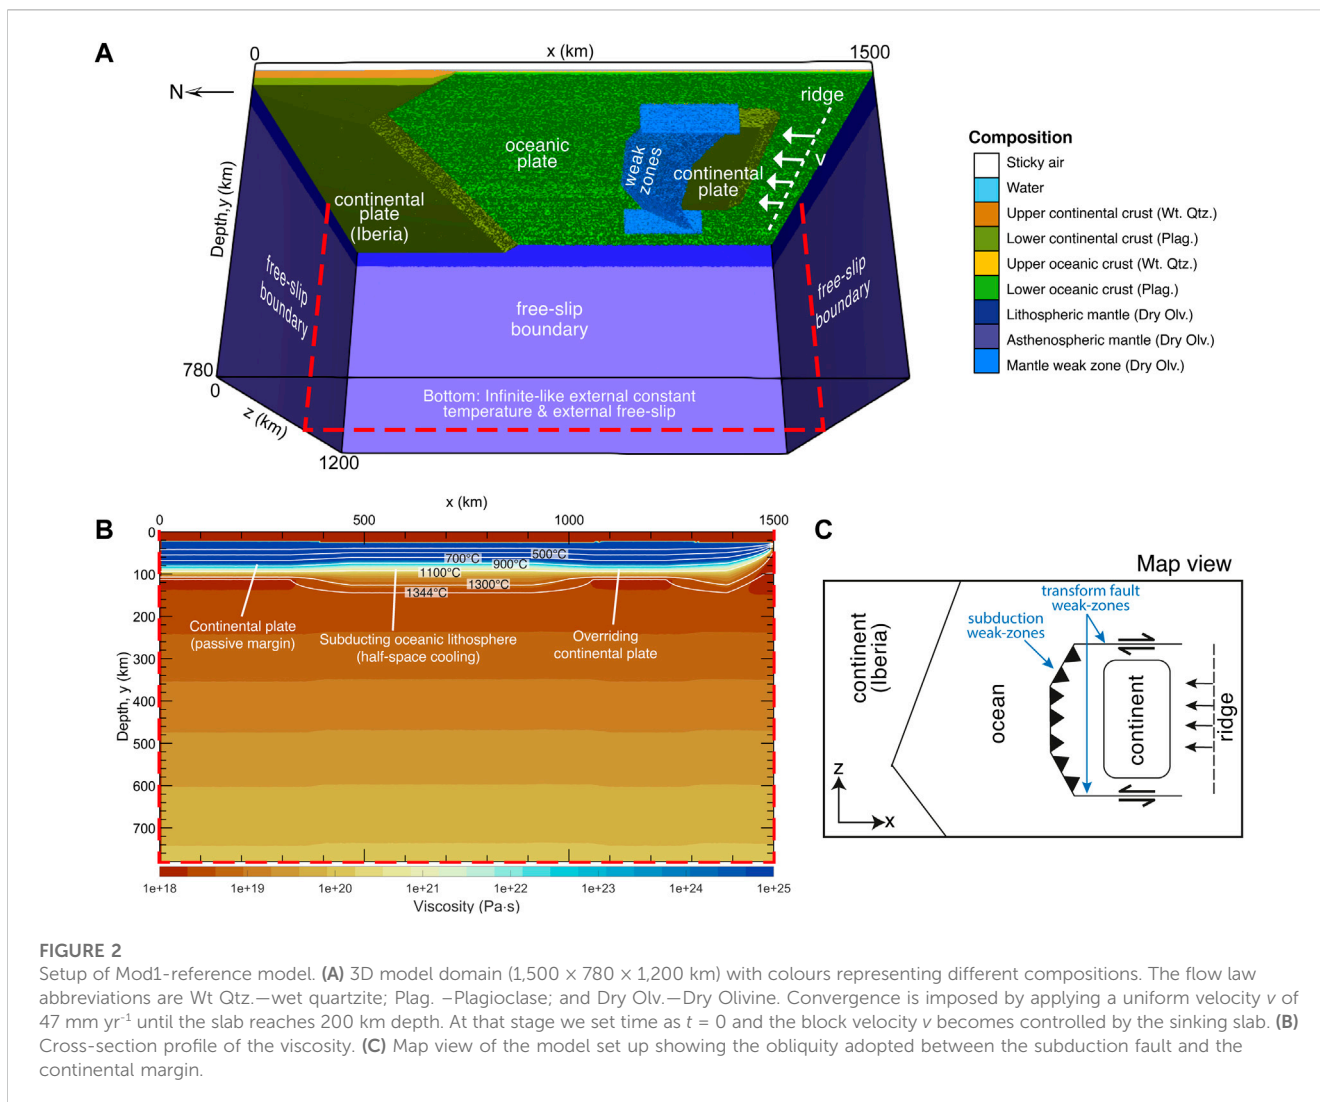 A
0
x (km)
1500
N
ridge
oceanic
plate
weak
zones
continental
plate
v
continental
plate
(Iberia)
Depth,y (km)
free-slip
boundary
free-slip
boundary
free-slip
boundary
780
0
z (km)
1200
Bottom: Infinite-like external constant
temperature & external free-slip
Composition
Sticky air
Water
Upper continental crust (Wt. Qtz.)
Lower continental crust (Plag.)
Upper oceanic crust (Wt. Qtz.)
Lower oceanic crust (Plag.)
Lithospheric mantle (Dry Olv.)
Asthenospheric mantle (Dry Olv.)
Mantle weak zone (Dry Olv.)
B
x (km)
0 500 1000 1500
0
100
200
300
400
500
600
700
Depth, y (km)
500°C
700°C
900°C
1100°C
1300°C
1344°C
Continental plate
(passive margin)
Subducting oceanic lithosphere
(half-space cooling)
Overriding
continental plate
1e+18 1e+19 1e+20 1e+21 1e+22 1e+23 1e+24 1e+25
Viscosity (Pa·s)
C
Map view
transform fault
weak-zones
subduction
weak-zones
continent
(Iberia)
ocean
continent
ridge
z
x
FIGURE 2
Setup of Mod1-reference model. (A) 3D model domain (1,500 × 780 × 1,200 km) with colours representing different compositions. The flow law
abbreviations are Wt Qtz.—wet quartzite; Plag. –Plagioclase; and Dry Olv.—Dry Olivine. Convergence is imposed by applying a uniform velocity v of
47 mm yr-1 until the slab reaches 200 km depth. At that stage we set time as t = 0 and the block velocity v becomes controlled by the sinking slab. (B)
Cross-section profile of the viscosity. (C) Map view of the model set up showing the obliquity adopted between the subduction fault and the
continental margin.